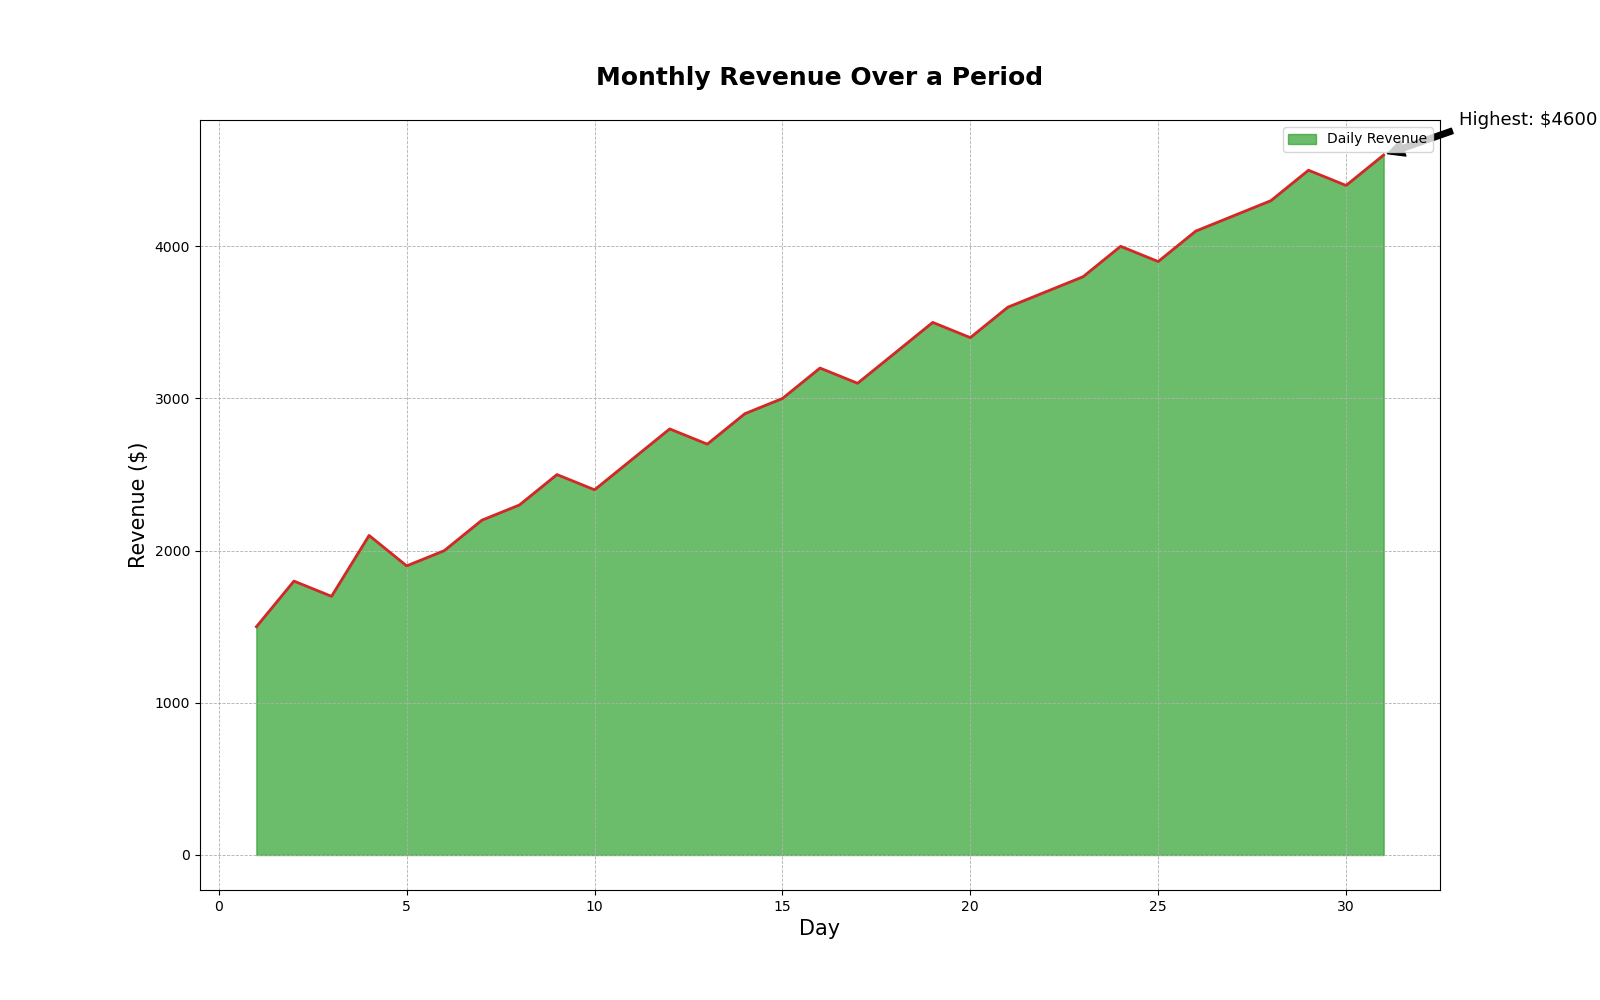 Monthly Revenue Over a Period
Highest: $4600
Daily Revenue
Revenue ($)
4000
3000
2000
1000
0
0 5 10 15 20 25 30
Day